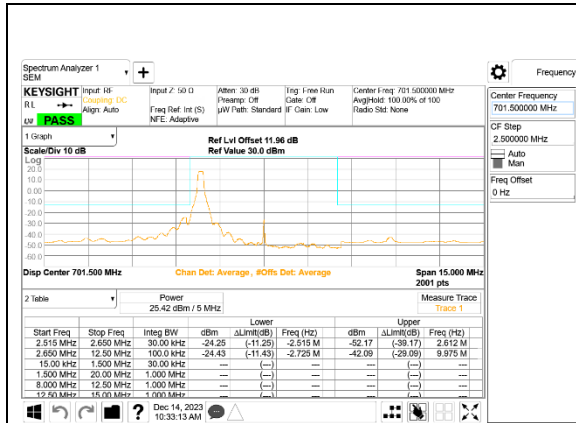 Spectrum Analyzer 1
SEM
Frequency
KEYSIGHT Input: RF Input Z: 50 Ω Atten: 30 dB Trig: Free Run Center Freq: 701.500000 MHz
RL Coupling: DC Preamp: Off Gate: Off Avg|Hold: 100.00% of 100
Align: Auto Freq Ref: Int (S) µW Path: Standard IF Gain: Low Radio Std: None
PASS NFE: Adaptive
Center Frequency
701.500000 MHz
CF Step
2.500000 MHz
Auto
Man
Freq Offset
0 Hz
1 Graph Ref Lvl Offset 11.96 dB
Scale/Div 10 dB Ref Value 30.0 dBm
Log
20.0
10.0
0.00
-10.0
-20.0
-30.0
-40.0
-50.0
-60.0
Disp Center 701.500 MHz Chan Det: Average, #Offs Det: Average Span 15.000 MHz
2001 pts
2 Table Power Measure Trace
25.42 dBm / 5 MHz Trace 1
Lower Upper
Start Freq Stop Freq Integ BW dBm ΔLimit(dB) Freq (Hz) dBm ΔLimit(dB) Freq (Hz)
2.515 MHz 2.650 MHz 30.00 kHz -24.25 (-11.25) -2.515 M -52.17 (-39.17) 2.612 M
2.650 MHz 12.50 MHz 100.0 kHz -24.43 (-11.43) -2.725 M -42.09 (-29.09) 9.975 M
15.00 kHz 1.500 MHz 30.00 kHz --- (---) --- --- (---) ---
1.500 MHz 20.00 MHz 1.000 MHz --- (---) --- --- (---) ---
8.000 MHz 12.50 MHz 1.000 MHz --- (---) --- --- (---) ---
12.50 MHz 15.00 MHz 1.000 MHz --- (---) --- --- (---) ---
? Dec 14, 2023
10:33:13 AM